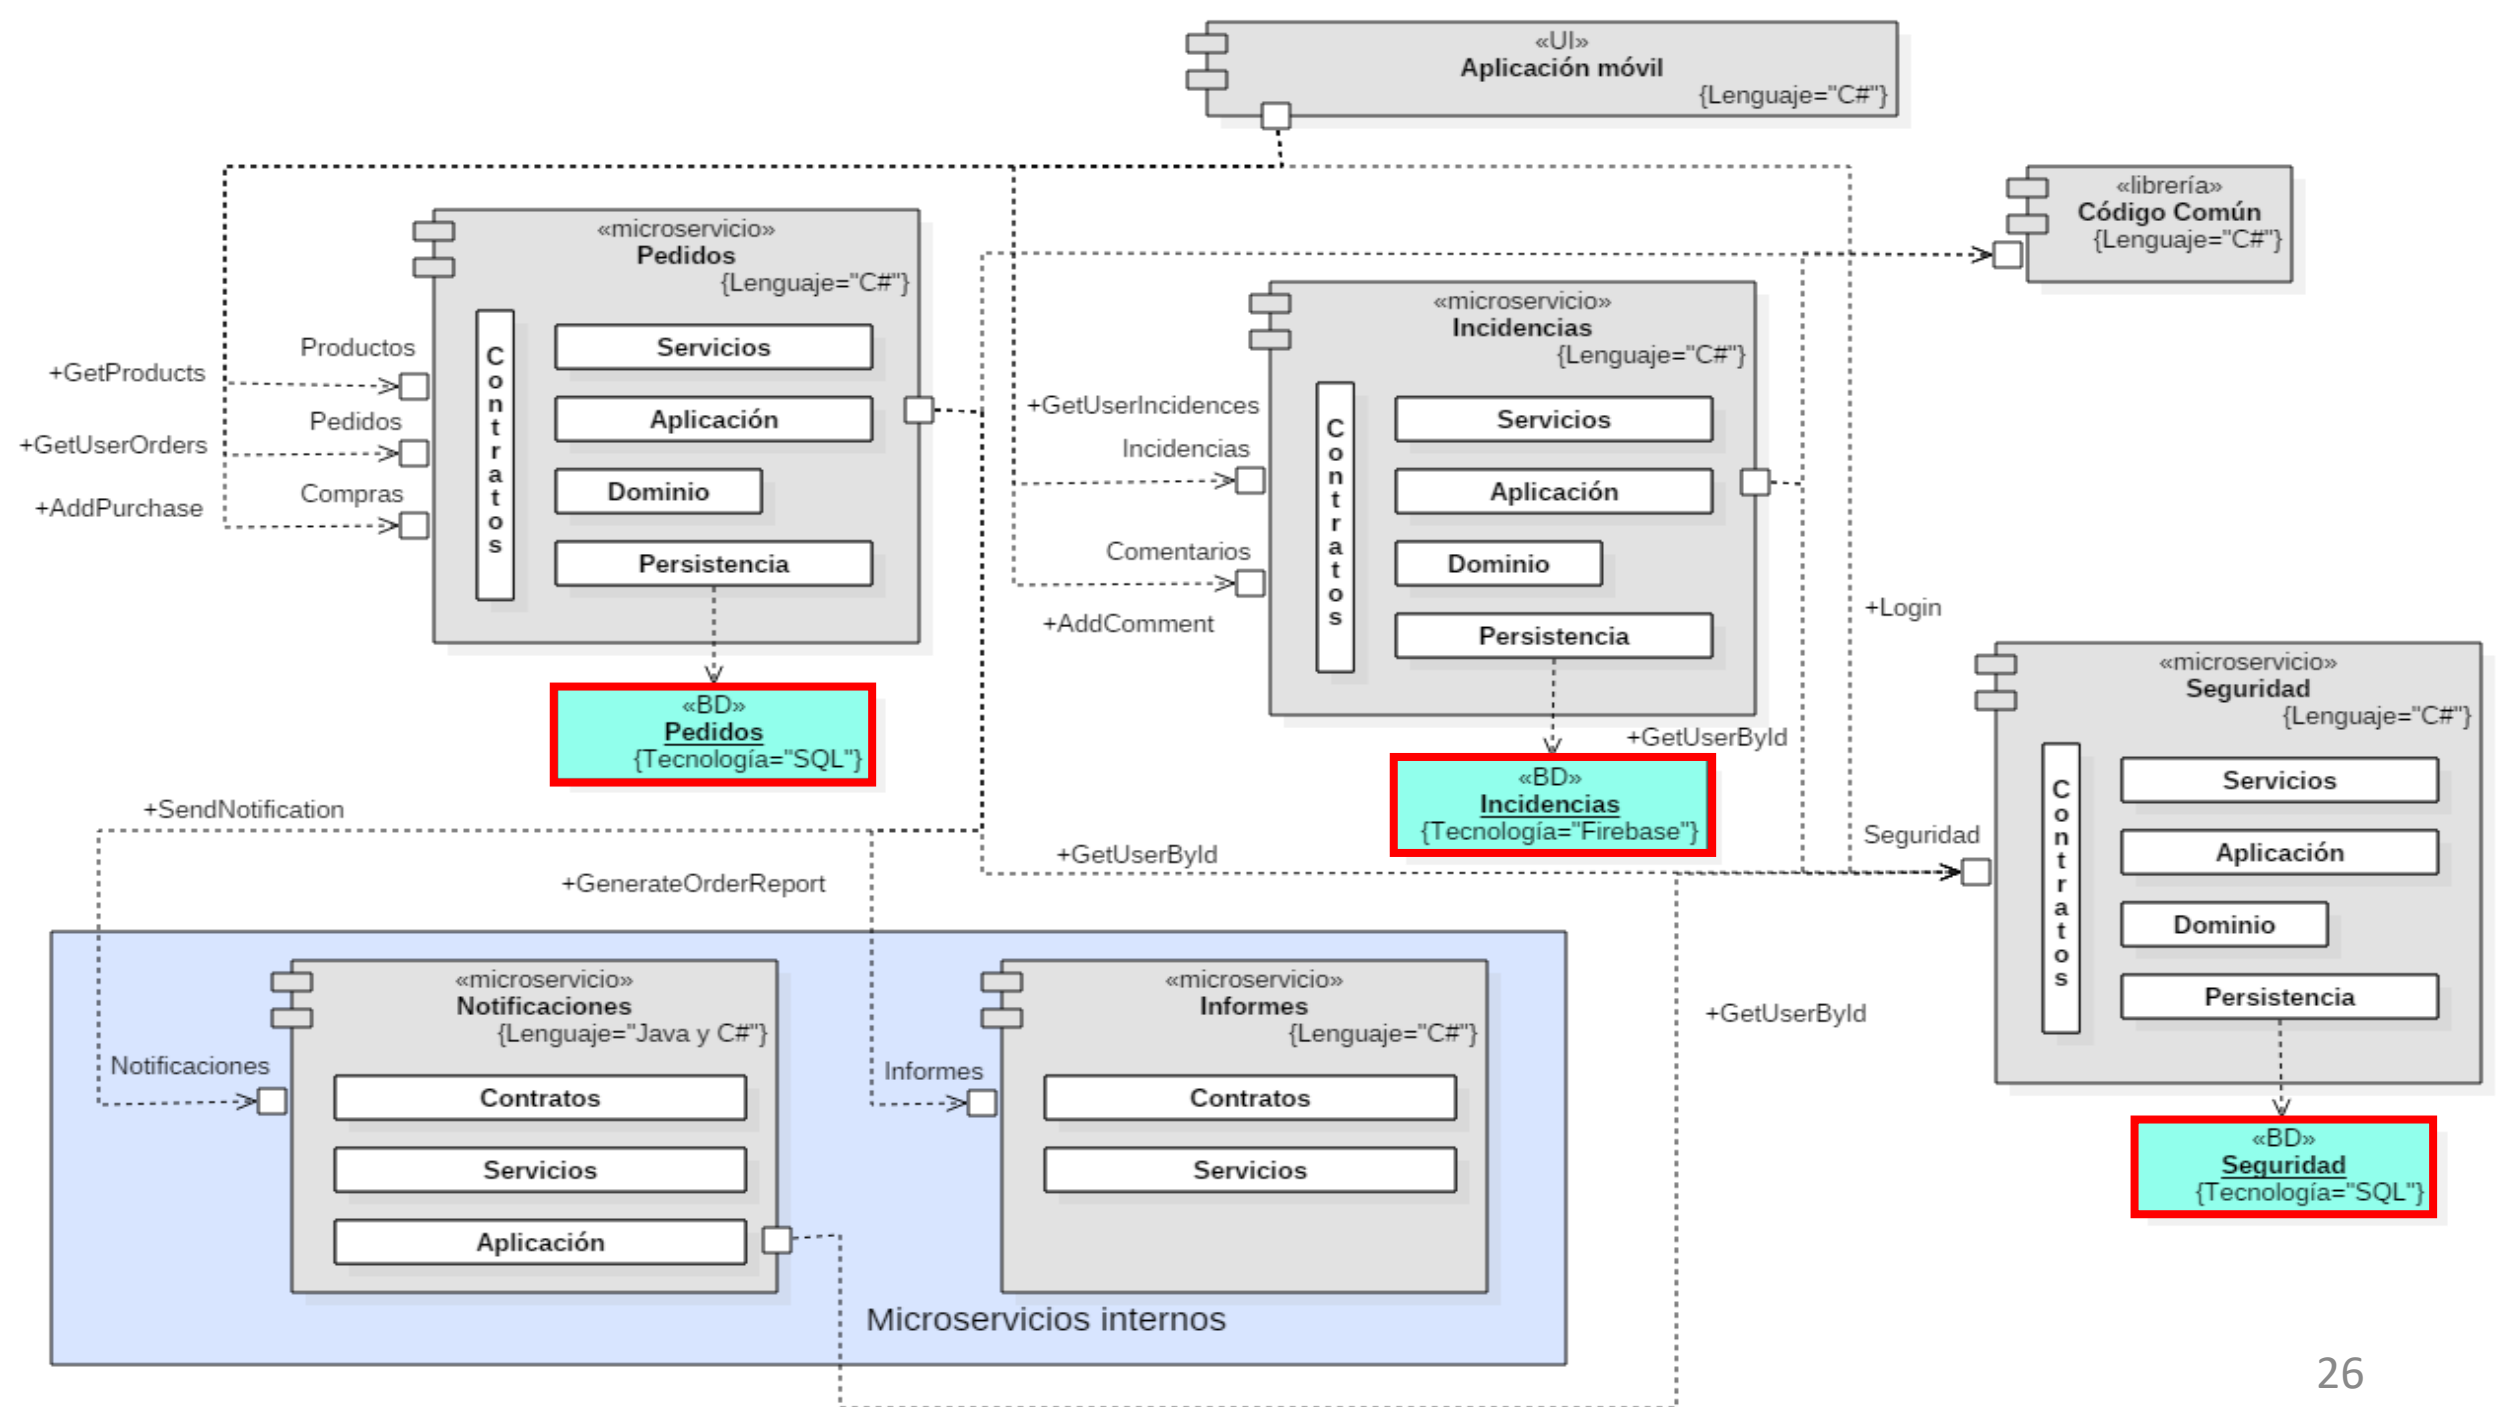 «UI»
Aplicación móvil
{Lenguaje="C#"}
«librería»
Código Común
{Lenguaje="C#"}
«microservicio»
Pedidos
{Lenguaje="C#"}
Contratos
Servicios
Aplicación
Dominio
Persistencia
Productos
+GetProducts
Pedidos
+GetUserOrders
Compras
+AddPurchase
«BD»
Pedidos
{Tecnología="SQL"}
«microservicio»
Incidencias
{Lenguaje="C#"}
Contratos
Servicios
Aplicación
Dominio
Persistencia
+GetUserIncidences
Incidencias
Comentarios
+AddComment
+GetUserById
«BD»
Incidencias
{Tecnología="Firebase"}
+Login
«microservicio»
Seguridad
{Lenguaje="C#"}
Contratos
Servicios
Aplicación
Dominio
Persistencia
Seguridad
«BD»
Seguridad
{Tecnología="SQL"}
+SendNotification
+GetUserById
+GenerateOrderReport
+GetUserById
«microservicio»
Notificaciones
{Lenguaje="Java y C#"}
Notificaciones
Contratos
Servicios
Aplicación
«microservicio»
Informes
{Lenguaje="C#"}
Informes
Contratos
Servicios
Microservicios internos
26